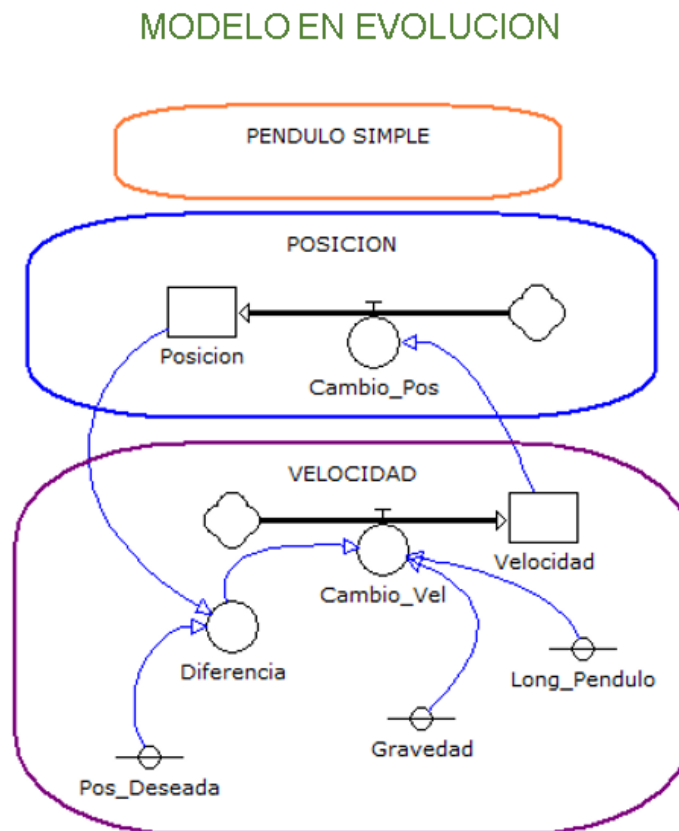 MODELO EN EVOLUCION
PENDULO SIMPLE
POSICION
Posicion
Cambio_Pos
VELOCIDAD
Velocidad
Cambio_Vel
Diferencia
Long_Pendulo
Gravedad
Pos_Deseada